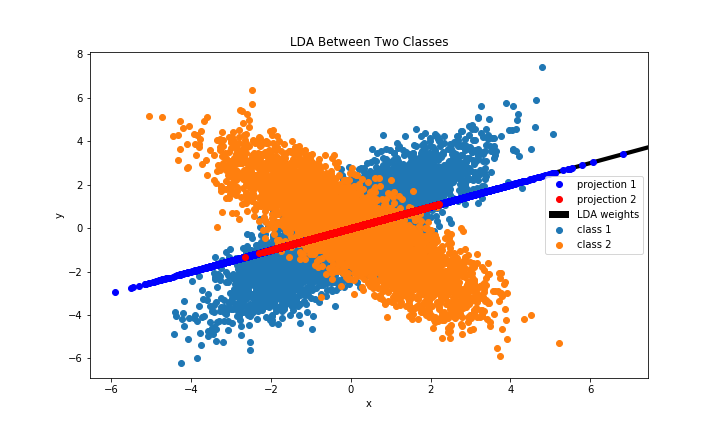 LDA Between Two Classes
8
6
4
2
0
−2
−4
−6
y
projection 1
projection 2
LDA weights
class 1
class 2
−6
−4
−2
0
2
4
6
x